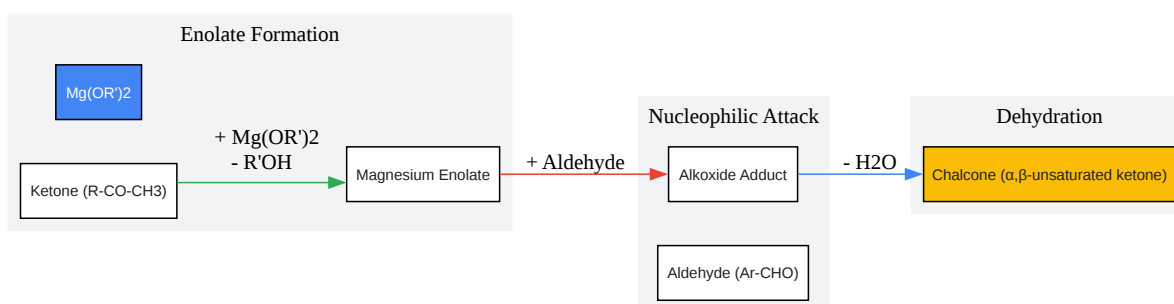 Enolate Formation
Mg(OR')2
Ketone (R-CO-CH3)
+ Mg(OR')2
- R'OH
Magnesium Enolate
+ Aldehyde
Nucleophilic Attack
Alkoxide Adduct
Aldehyde (Ar-CHO)
- H2O
Dehydration
Chalcone (α,β-unsaturated ketone)